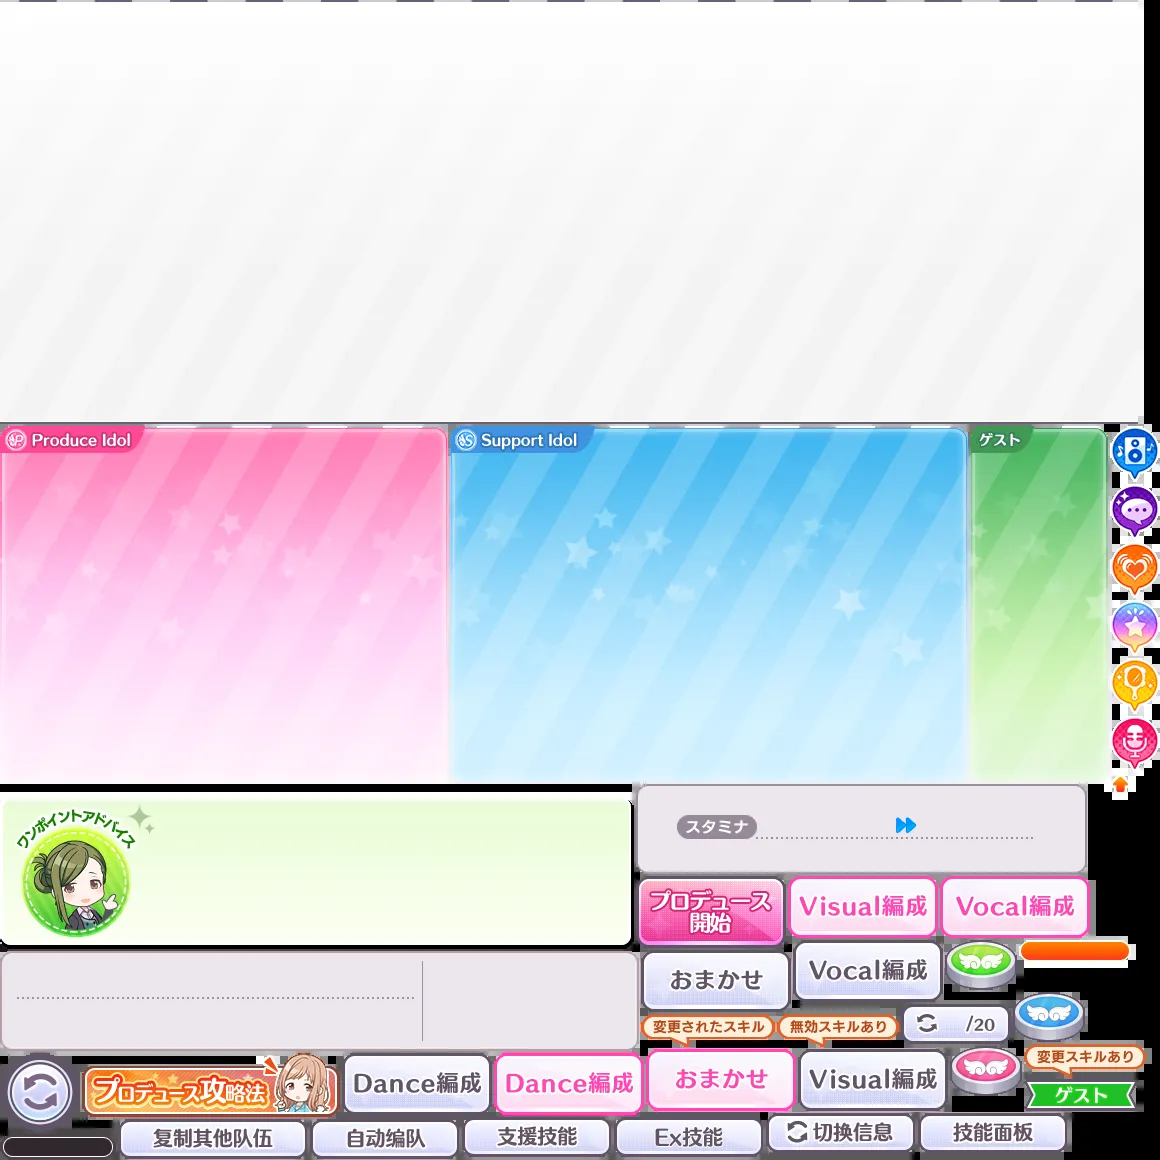 Produce Idol
Support Idol
ゲスト
ワンポイントアドバイス
スタミナ
プロデュース
開始
Visual編成
Vocal編成
おまかせ
Vocal編成
変更されたスキル
無効スキルあり
/20
プロデュース攻略法
Dance編成
Dance編成
おまかせ
Visual編成
変更スキルあり
ゲスト
复制其他队伍
自动编队
支援技能
Ex技能
切换信息
技能面板